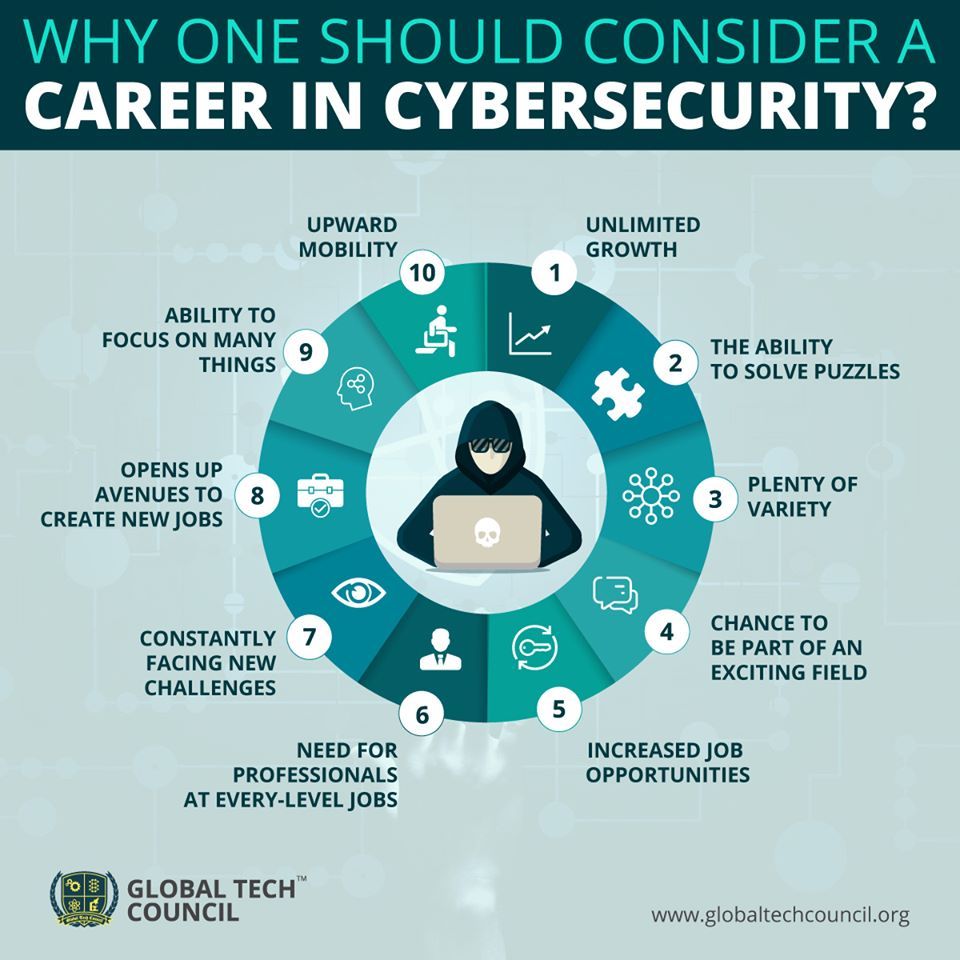 WHY ONE SHOULD CONSIDER A
CAREER IN CYBERSECURITY?
1
UNLIMITED
GROWTH
2
THE ABILITY
TO SOLVE PUZZLES
3
PLENTY OF
VARIETY
4
CHANCE TO
BE PART OF AN
EXCITING FIELD
5
INCREASED JOB
OPPORTUNITIES
6
NEED FOR
PROFESSIONALS
AT EVERY-LEVEL JOBS
7
CONSTANTLY
FACING NEW
CHALLENGES
8
OPENS UP
AVENUES TO
CREATE NEW JOBS
9
ABILITY TO
FOCUS ON MANY
THINGS
10
UPWARD
MOBILITY
GLOBAL TECH™
COUNCIL
www.globaltechcouncil.org